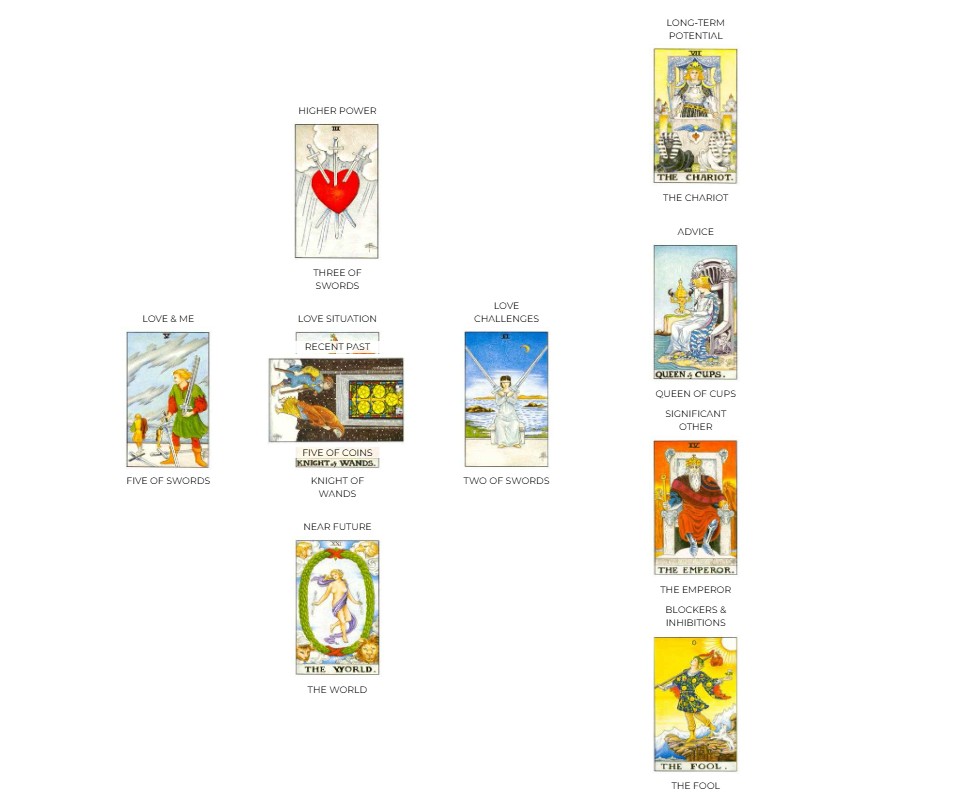 LONG-TERM
POTENTIAL
VII
THE CHARIOT.
THE CHARIOT
HIGHER POWER
III
THREE OF
SWORDS
ADVICE
QUEEN of CUPS.
QUEEN OF CUPS
LOVE & ME
V
FIVE OF SWORDS
LOVE SITUATION
RECENT PAST
FIVE OF COINS
KNIGHT of WANDS.
KNIGHT OF
WANDS
LOVE
CHALLENGES
II
TWO OF SWORDS
SIGNIFICANT
OTHER
IV
THE EMPEROR.
THE EMPEROR
NEAR FUTURE
XXI
THE WORLD.
THE WORLD
BLOCKERS &
INHIBITIONS
0
THE FOOL.
THE FOOL